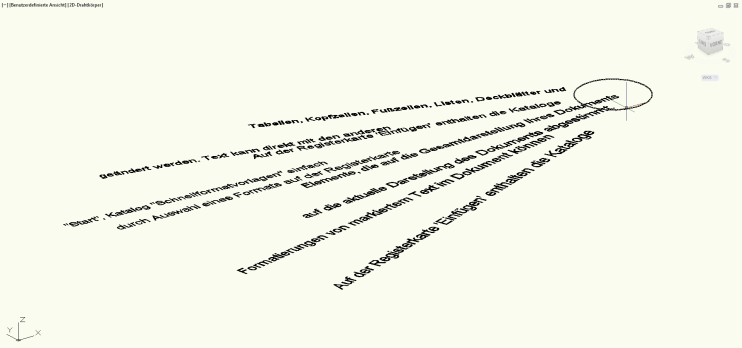 [−] [Benutzerdefinierte Ansicht] [2D-Drahtkörper]
Tabellen, Kopfzeilen, Fußzeilen, Listen, Deckblätter und
Auf der Registerkarte 'Einfügen' enthalten die Kataloge
geändert werden. Text kann direkt mit den anderen
Elemente, die auf die Gesamtdarstellung Ihres Dokuments
"Start", Katalog "Schnellformatvorlagen" einfach
durch Auswahl eines Formats auf der Registerkarte
auf die aktuelle Darstellung des Dokuments abgestimmt
Formatierungen von markiertem Text im Dokument können
Auf der Registerkarte 'Einfügen' enthalten die Kataloge
Z
Y
X